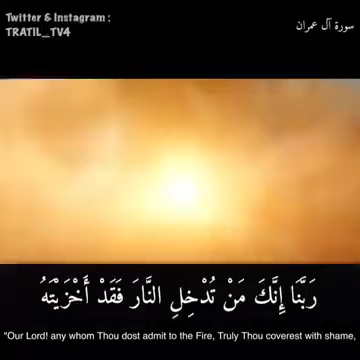 Twitter & Instagram :
TRATIL_TV4
سورة آل عمران
رَبَّنَا إِنَّكَ مَنْ تُدْخِلِ النَّارَ فَقَدْ أَخْزَيْتَهُ
"Our Lord! any whom Thou dost admit to the Fire, Truly Thou coverest with shame,